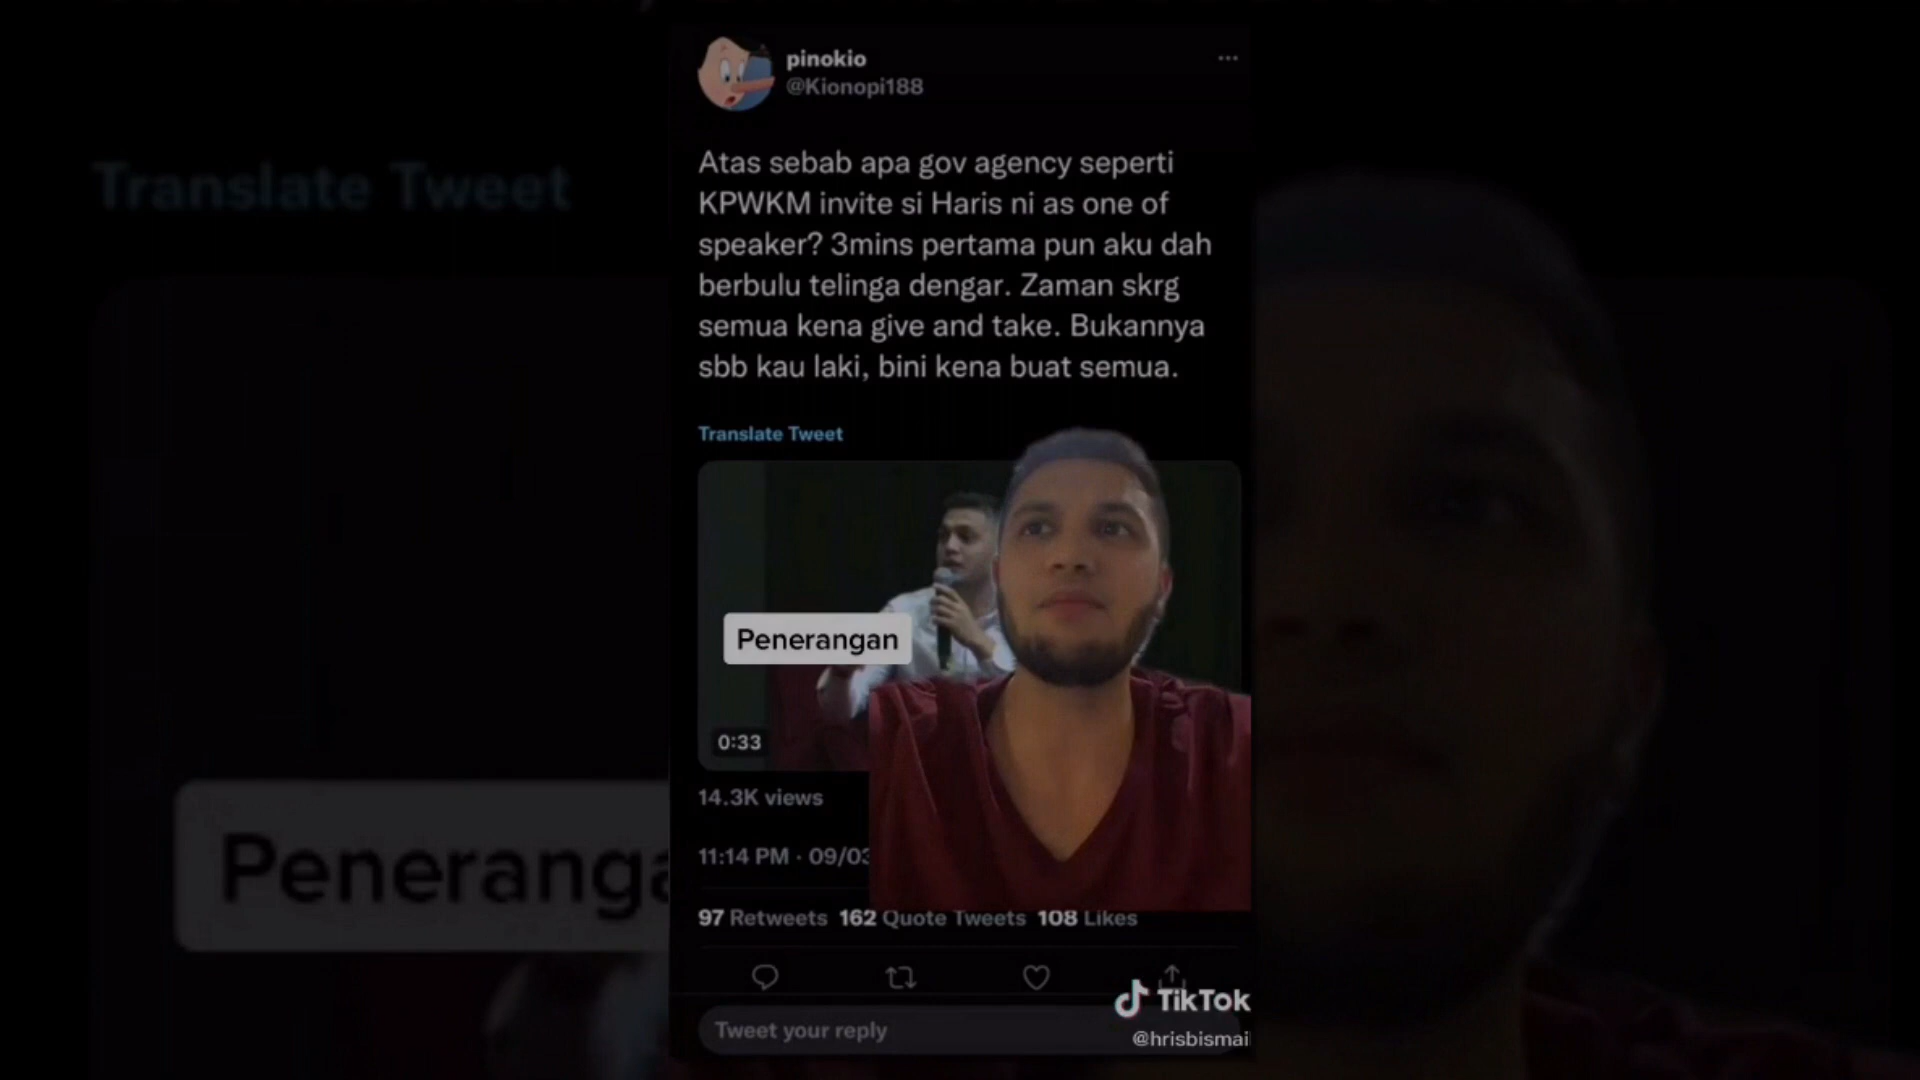 pinokio
@Kionopi188
Atas sebab apa gov agency seperti
KPWKM invite si Haris ni as one of
speaker? 3mins pertama pun aku dah
berbulu telinga dengar. Zaman skrg
semua kena give and take. Bukannya
sbb kau laki, bini kena buat semua.
Translate Tweet
Translate Tweet
Penerangan
0:33
14.3K views
11:14 PM · 09/03
97 Retweets 162 Quote Tweets 108 Likes
Tweet your reply
TikTok
@hrisbismail
Peneranga